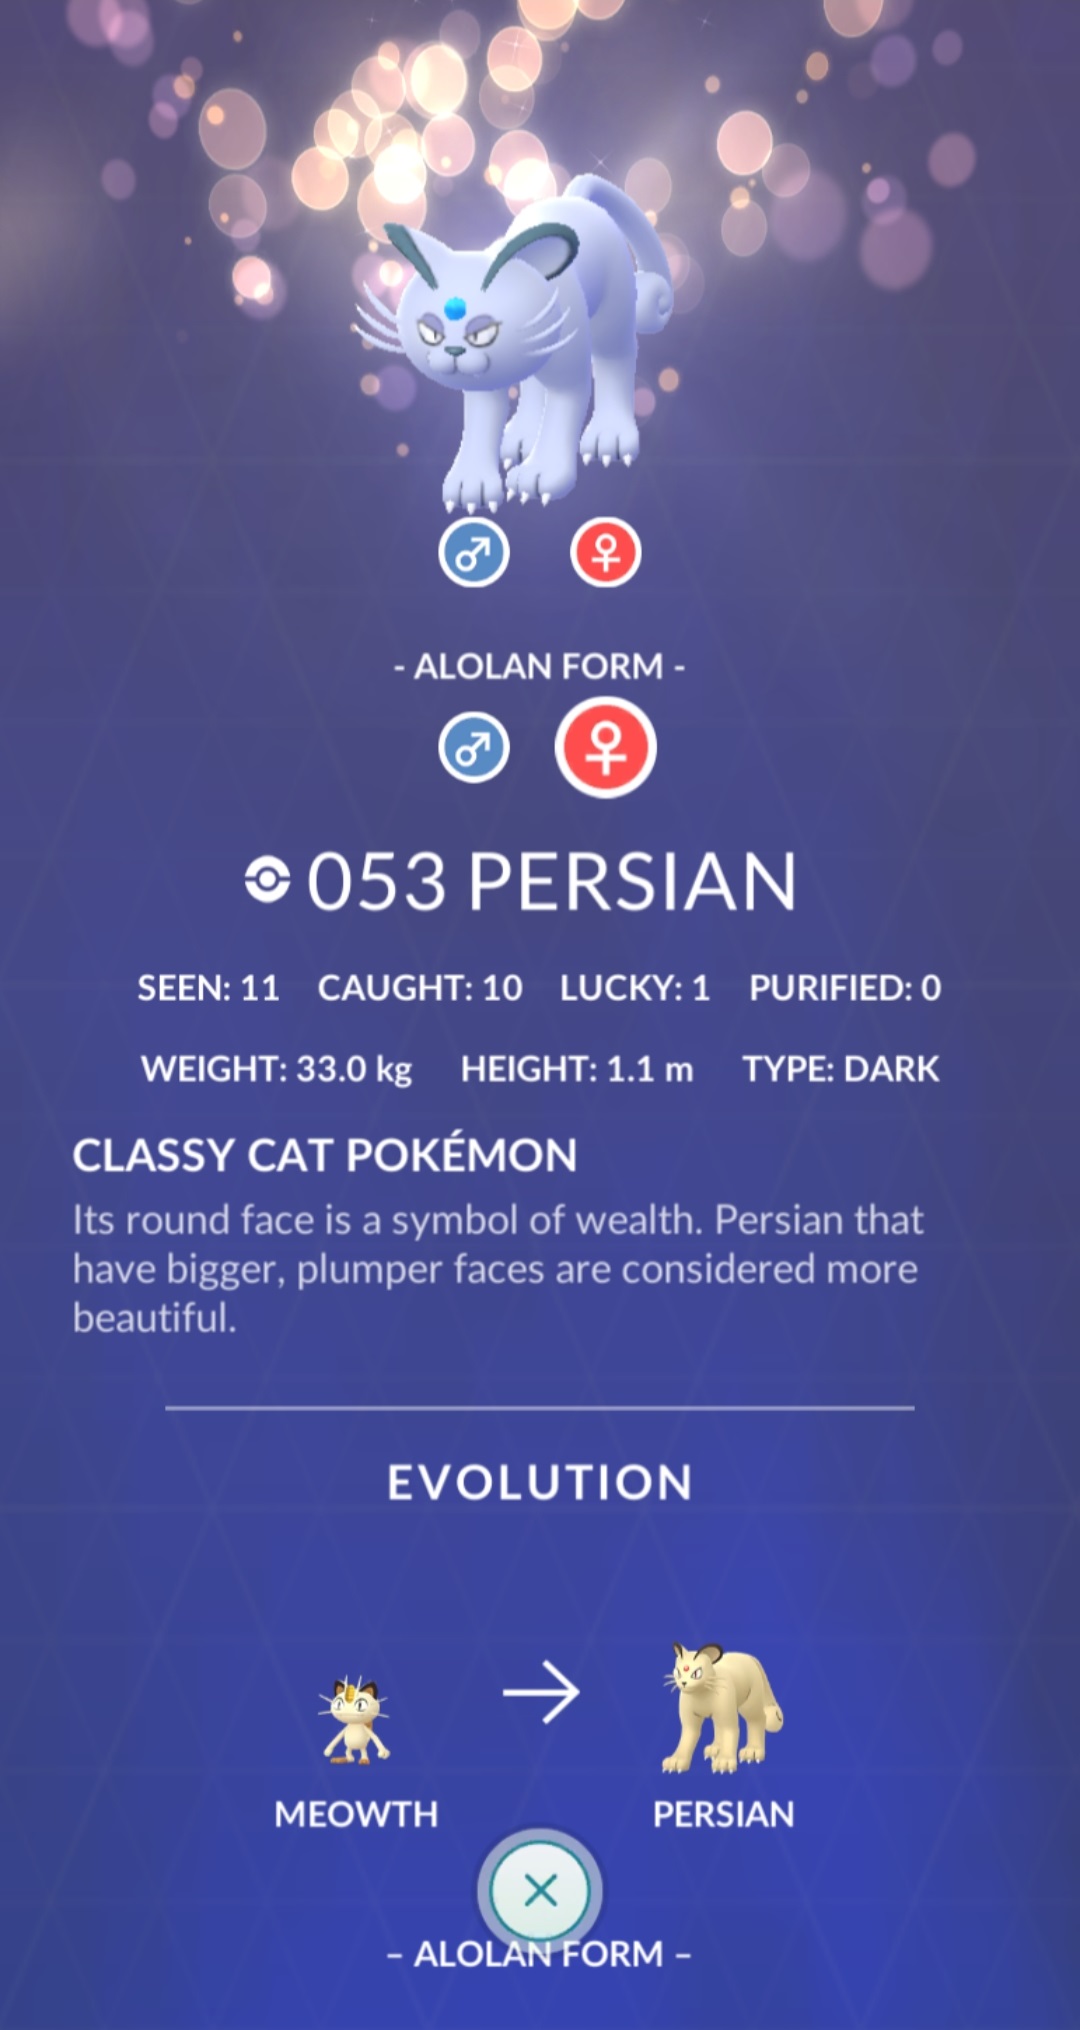 - ALOLAN FORM -
053 PERSIAN
SEEN: 11 CAUGHT: 10 LUCKY: 1 PURIFIED: 0
WEIGHT: 33.0 kg HEIGHT: 1.1 m TYPE: DARK
CLASSY CAT POKÉMON
Its round face is a symbol of wealth. Persian that
have bigger, plumper faces are considered more
beautiful.
EVOLUTION
MEOWTH PERSIAN
– ALOLAN FORM –